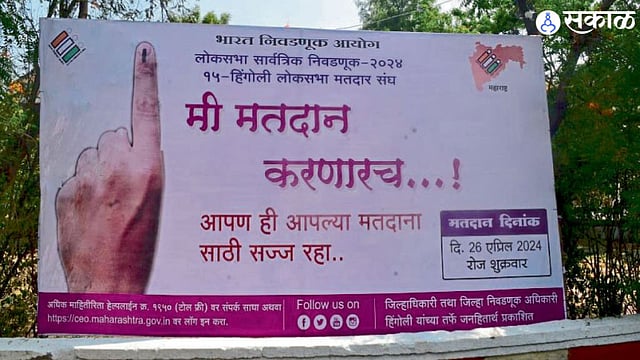 सकाळ
भारत निवडणूक आयोग
लोकसभा सार्वत्रिक निवडणूक-२०२४
१५-हिंगोली लोकसभा मतदार संघ
महाराष्ट्र
मी मतदान
करणारच...!
आपण ही आपल्या मतदाना
साठी सज्ज रहा..
मतदान दिनांक
दि. 26 एप्रिल 2024
रोज शुक्रवार
अधिक माहितीरिता हेल्पलाईन क्र. १९५० (टोल फ्री) वर संपर्क साधा अथवा
https://ceo.maharashtra.gov.in वर लॉग इन करा.
Follow us on
जिल्हाधिकारी तथा जिल्हा निवडणूक अधिकारी
हिंगोली यांच्या तर्फे जनहितार्थ प्रकाशित